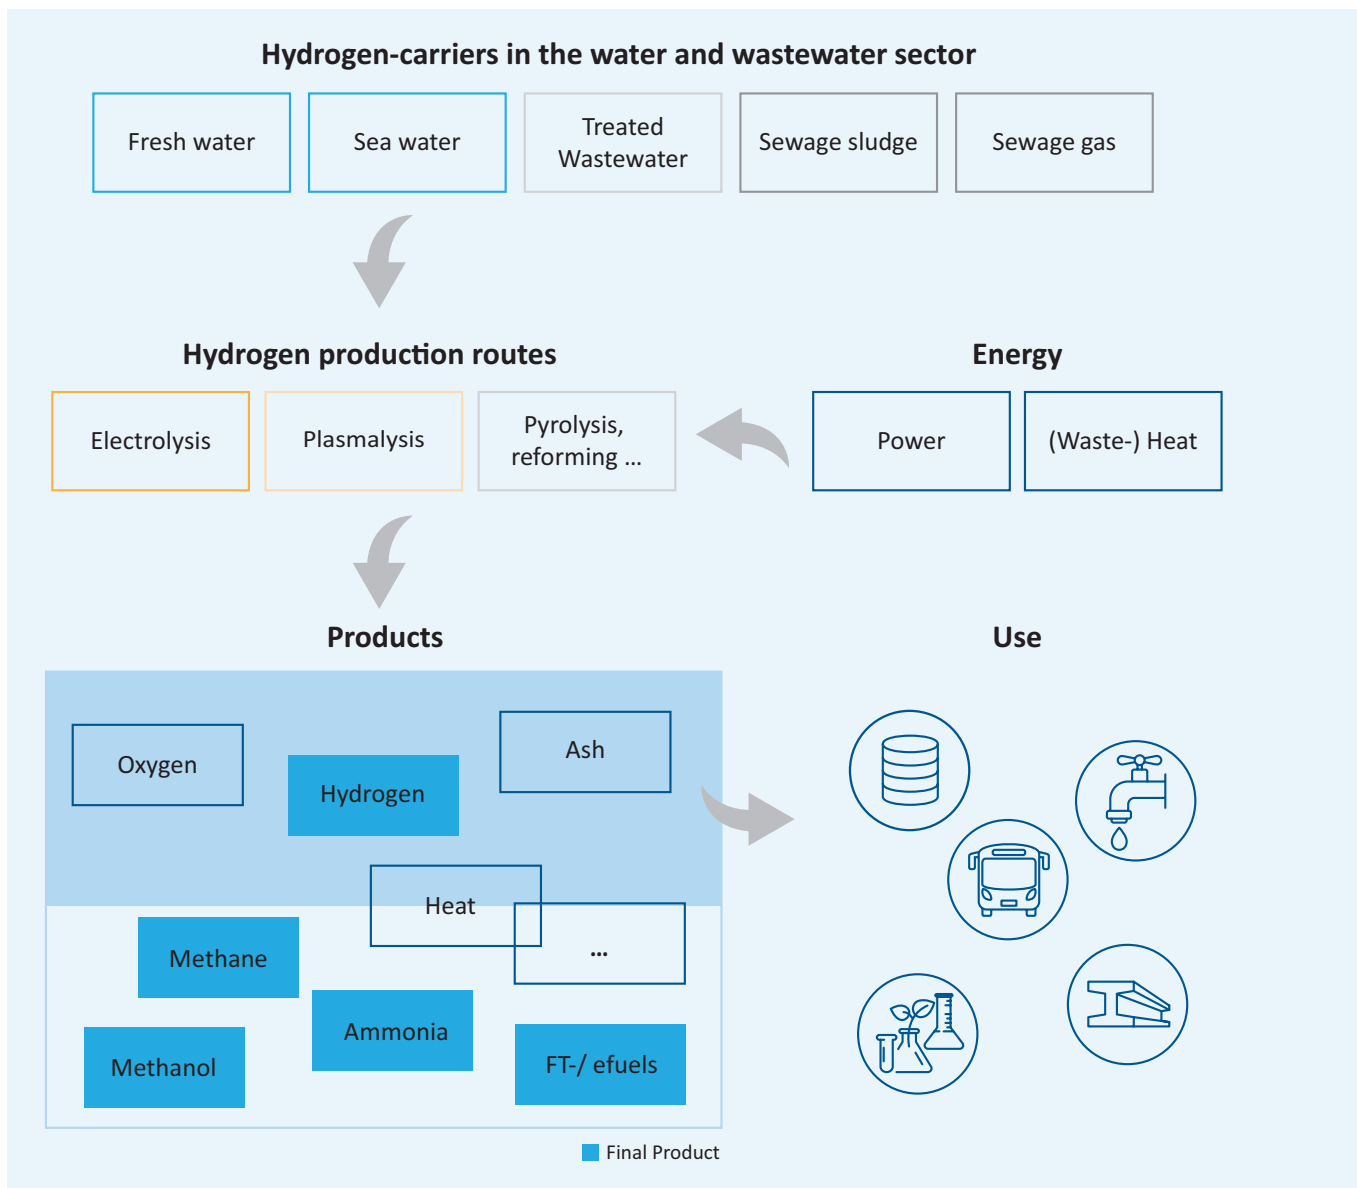 Hydrogen-carriers in the water and wastewater sector
Fresh water
Sea water
Treated
Wastewater
Sewage sludge
Sewage gas
Hydrogen production routes
Energy
Electrolysis
Plasmalysis
Pyrolysis,
reforming ...
Power
(Waste-) Heat
Products
Use
Oxygen
Hydrogen
Ash
Heat
...
Methane
Ammonia
Methanol
FT-/ efuels
Final Product